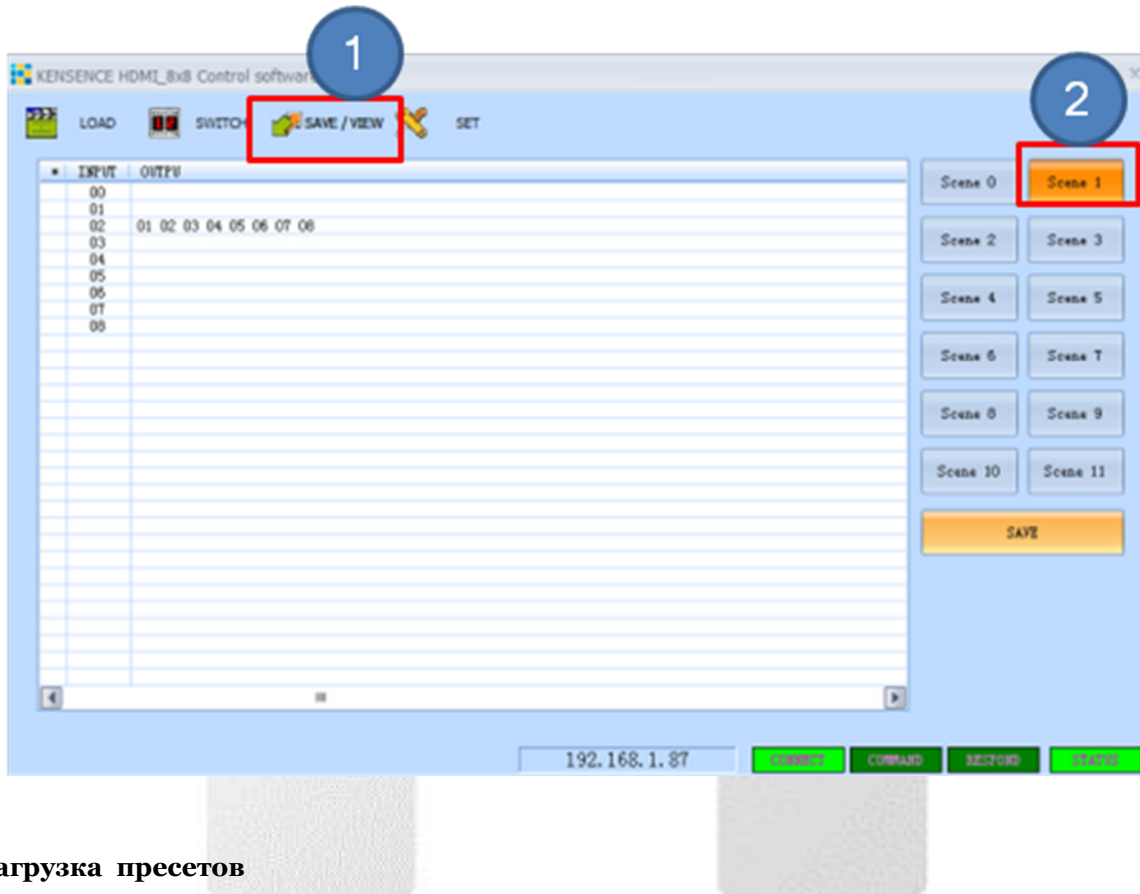 1
KENSENCE HDMI_8x8 Control softwar
2
LOAD SWITCH SAVE / VIEW SET
* INPUT OUTPU
00
01
02 01 02 03 04 05 06 07 08
03
04
05
06
07
08
Scene 0 Scene 1
Scene 2 Scene 3
Scene 4 Scene 5
Scene 6 Scene 7
Scene 8 Scene 9
Scene 10 Scene 11
SAVE
192.168.1.87 CONNECT COMMAND RESPOND STATUS
агрузка пресетов